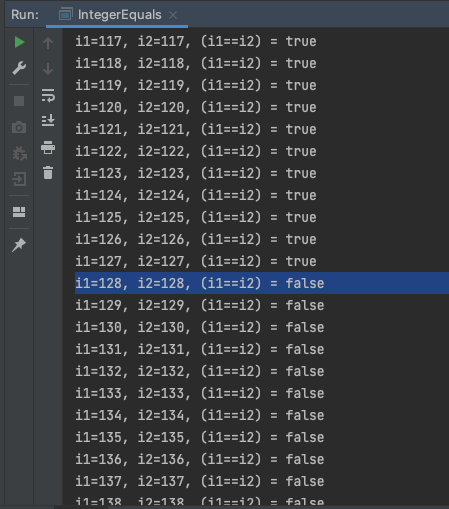 Run: IntegerEquals
i1=117, i2=117, (i1==i2) = true
i1=118, i2=118, (i1==i2) = true
i1=119, i2=119, (i1==i2) = true
i1=120, i2=120, (i1==i2) = true
i1=121, i2=121, (i1==i2) = true
i1=122, i2=122, (i1==i2) = true
i1=123, i2=123, (i1==i2) = true
i1=124, i2=124, (i1==i2) = true
i1=125, i2=125, (i1==i2) = true
i1=126, i2=126, (i1==i2) = true
i1=127, i2=127, (i1==i2) = true
i1=128, i2=128, (i1==i2) = false
i1=129, i2=129, (i1==i2) = false
i1=130, i2=130, (i1==i2) = false
i1=131, i2=131, (i1==i2) = false
i1=132, i2=132, (i1==i2) = false
i1=133, i2=133, (i1==i2) = false
i1=134, i2=134, (i1==i2) = false
i1=135, i2=135, (i1==i2) = false
i1=136, i2=136, (i1==i2) = false
i1=137, i2=137, (i1==i2) = false
i1=138, i2=138, (i1==i2) = false